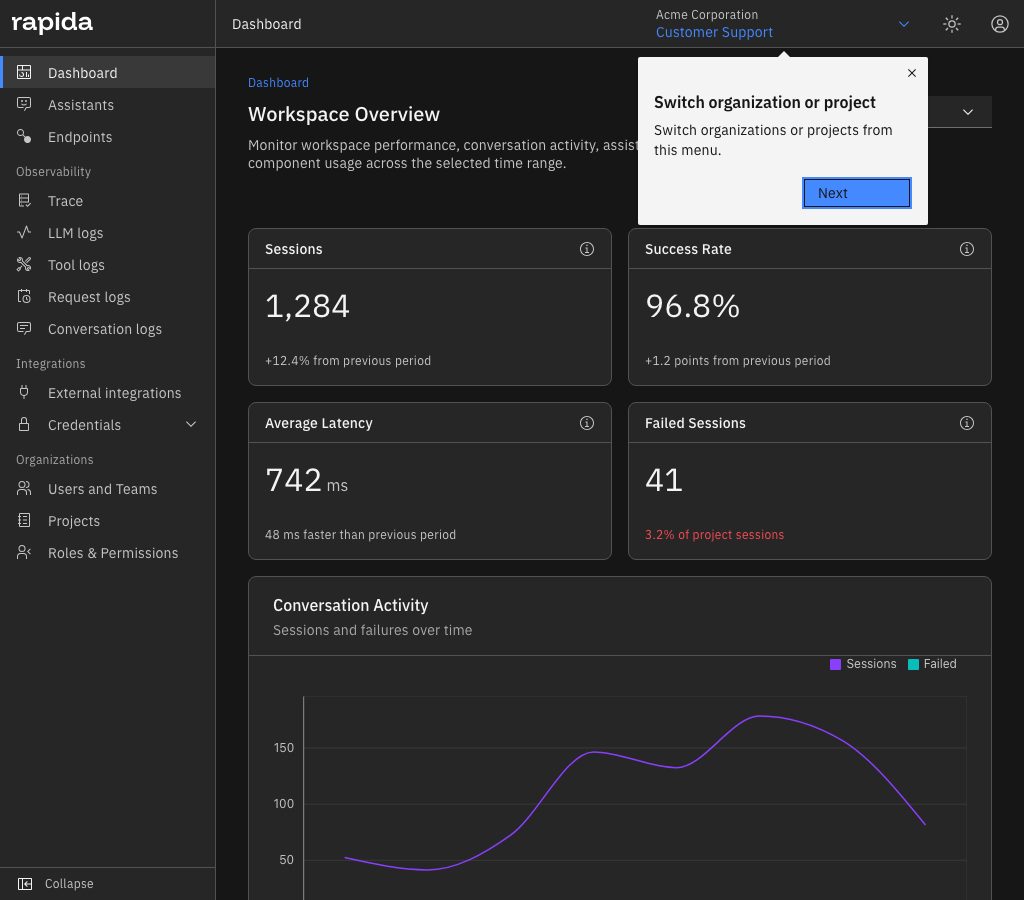 rapida
Dashboard
Acme Corporation
Customer Support
Dashboard
Assistants
Endpoints
Observability
Trace
LLM logs
Tool logs
Request logs
Conversation logs
Integrations
External integrations
Credentials
Organizations
Users and Teams
Projects
Roles & Permissions
Collapse
Dashboard
Workspace Overview
Monitor workspace performance, conversation activity,
component usage across the selected time range.
Switch organization or project
Switch organizations or projects from
this menu.
Next
Sessions
1,284
+12.4% from previous period
Success Rate
96.8%
+1.2 points from previous period
Average Latency
742 ms
48 ms faster than previous period
Failed Sessions
41
3.2% of project sessions
Conversation Activity
Sessions and failures over time
Sessions
Failed
150
100
50